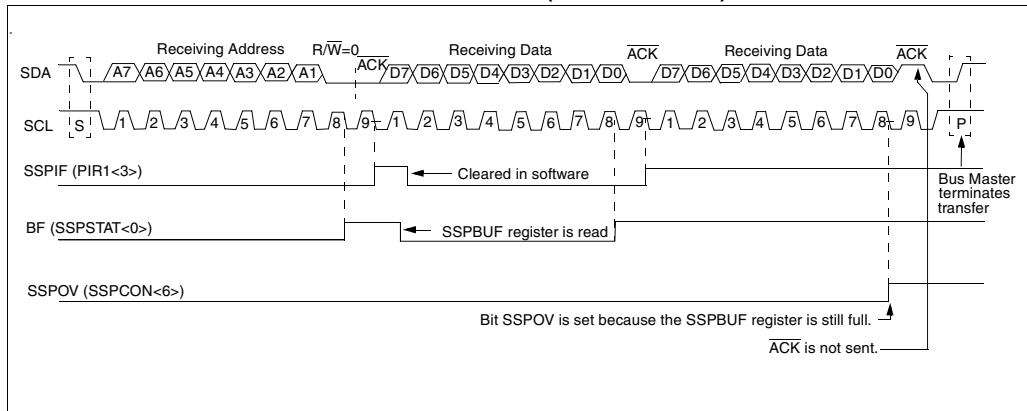 Receiving Address R/W=0 Receiving Data ACK Receiving Data ACK
ACK
SDA A7 A6 A5 A4 A3 A2 A1 D7 D6 D5 D4 D3 D2 D1 D0 D7 D6 D5 D4 D3 D2 D1 D0
SCL S 1 2 3 4 5 6 7 8 9 1 2 3 4 5 6 7 8 9 1 2 3 4 5 6 7 8 9 P
SSPIF (PIR1<3>)
Cleared in software
Bus Master
terminates
transfer
BF (SSPSTAT<0>)
SSPBUF register is read
SSPOV (SSPCON<6>)
Bit SSPOV is set because the SSPBUF register is still full.
ACK is not sent.